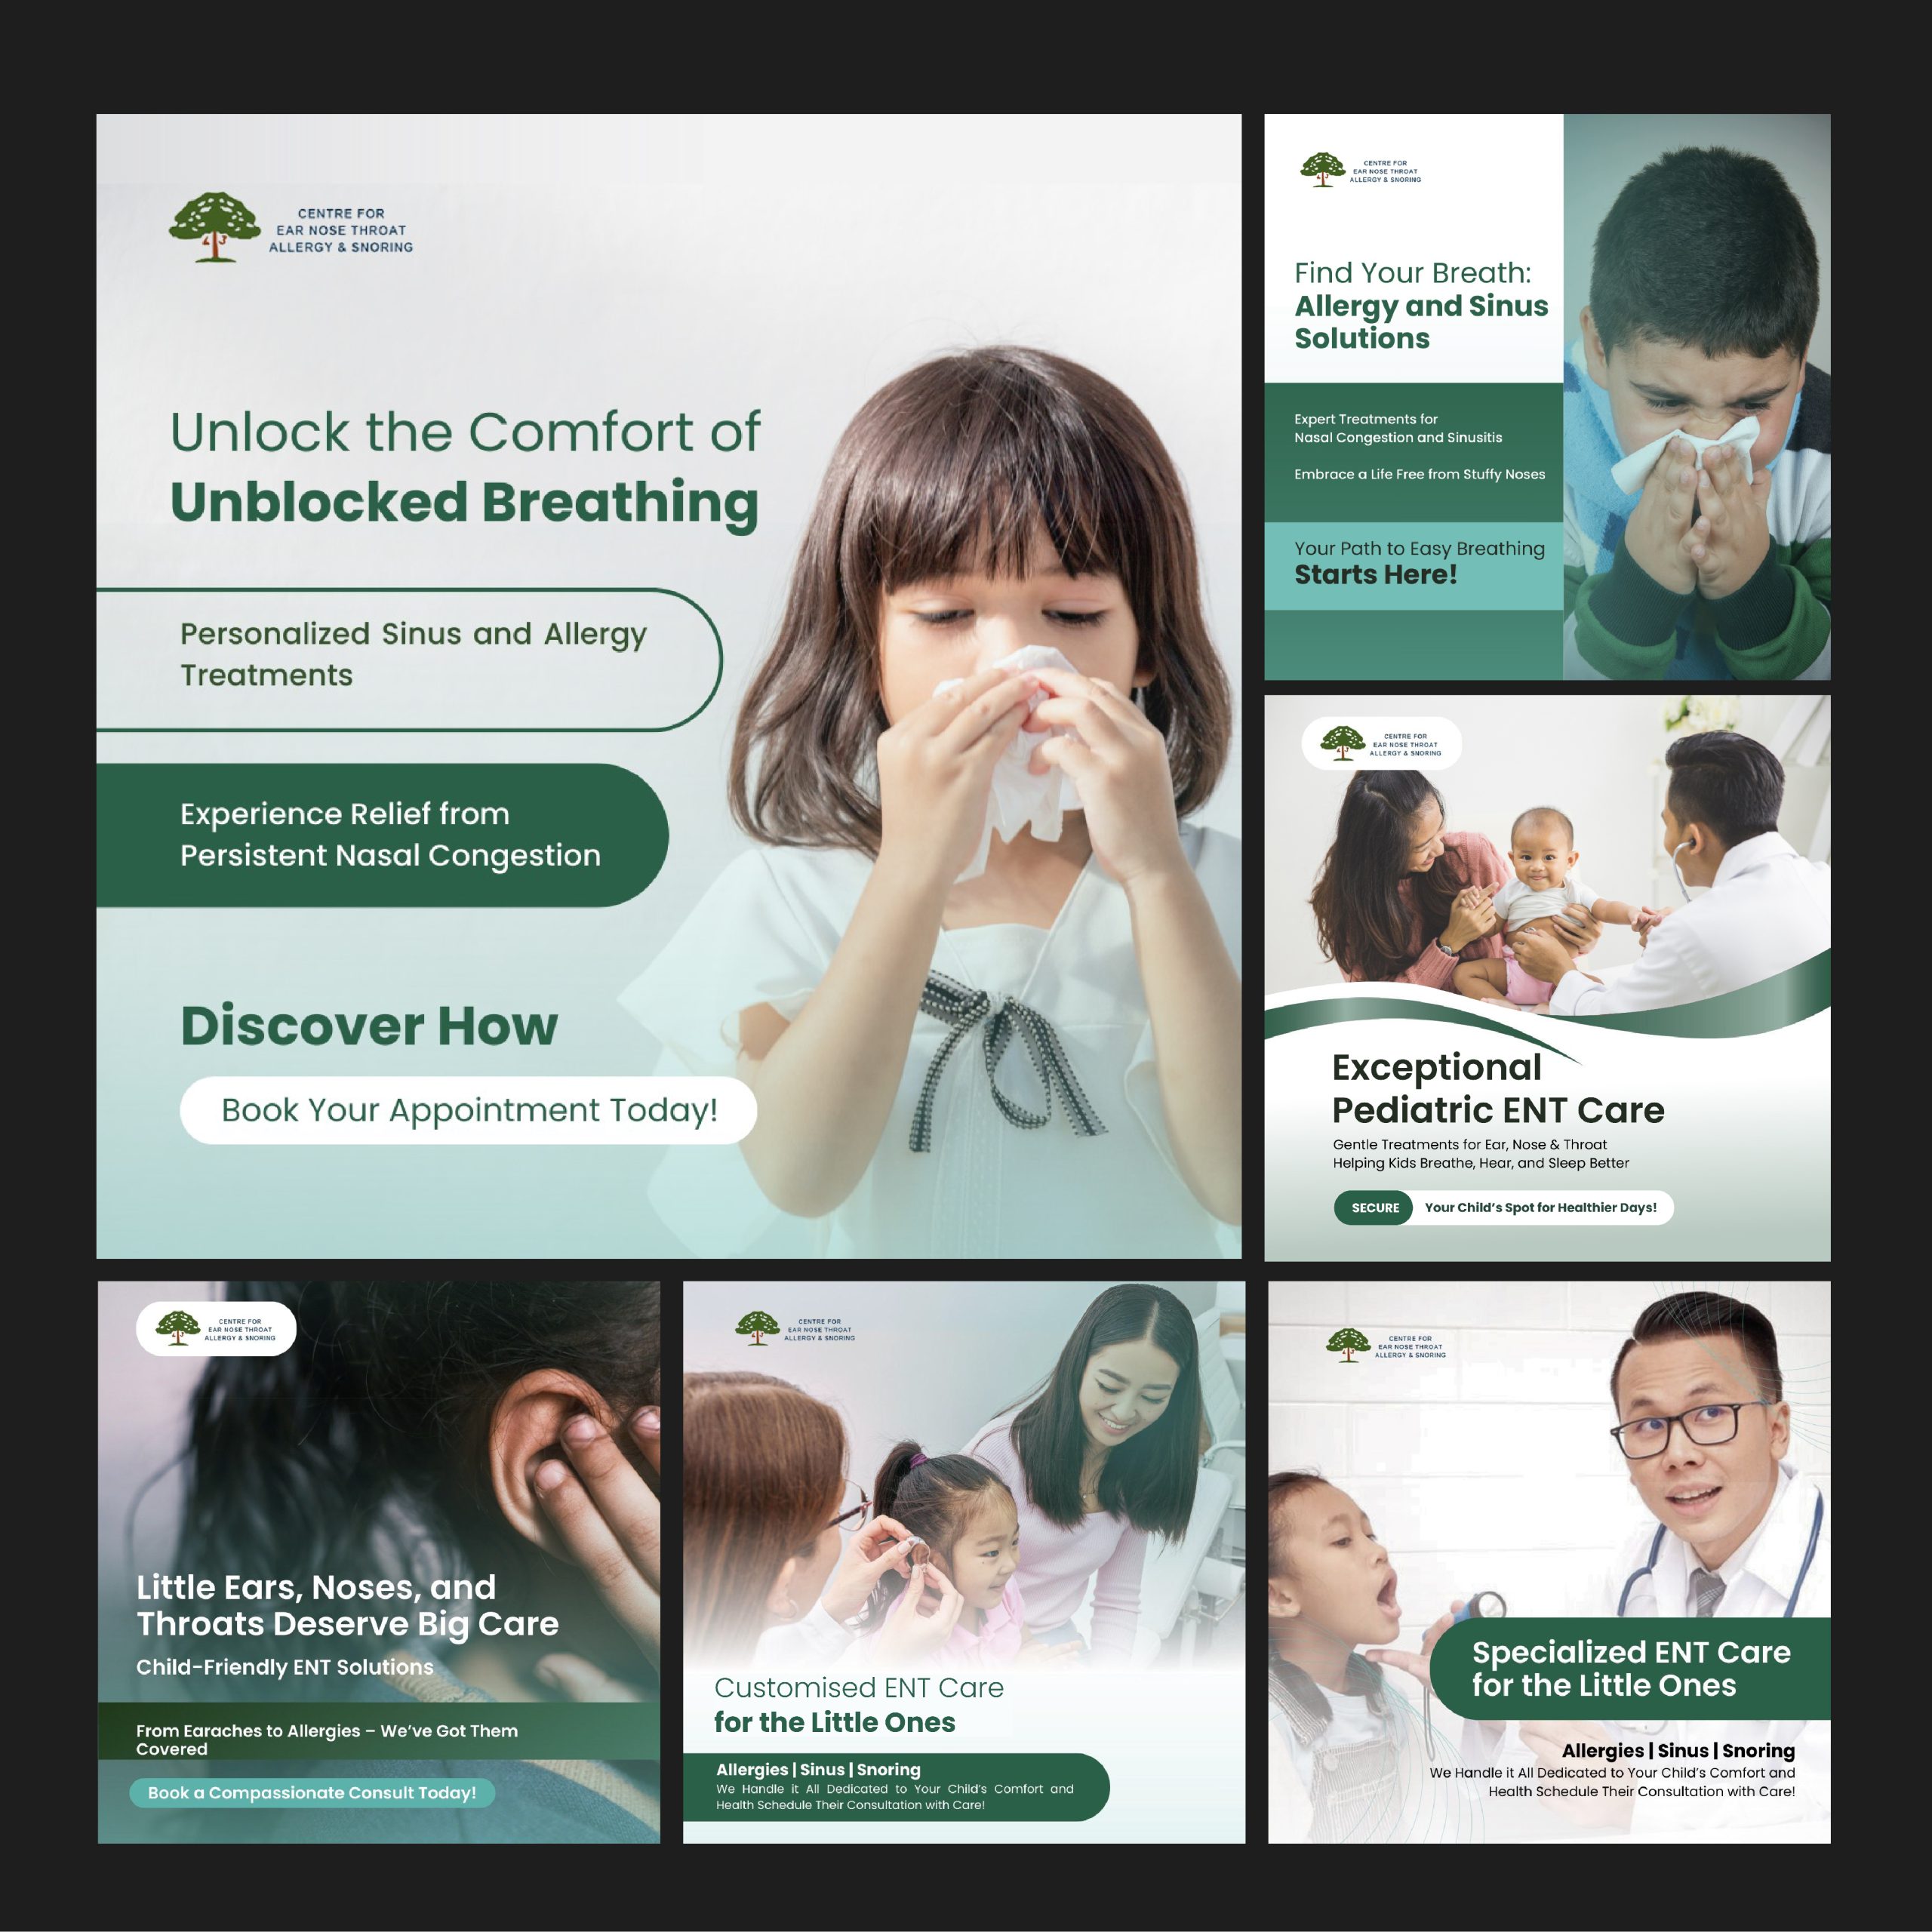 CENTRE FOR
EAR NOSE THROAT
ALLERGY & SNORING
Unlock the Comfort of
Unblocked Breathing
Personalized Sinus and Allergy
Treatments
Experience Relief from
Persistent Nasal Congestion
Discover How
Book Your Appointment Today!
CENTRE FOR
EAR NOSE THROAT
ALLERGY & SNORING
Find Your Breath:
Allergy and Sinus
Solutions
Expert Treatments for
Nasal Congestion and Sinusitis
Embrace a Life Free from Stuffy Noses
Your Path to Easy Breathing
Starts Here!
CENTRE FOR
EAR NOSE THROAT
ALLERGY & SNORING
Exceptional
Pediatric ENT Care
Gentle Treatments for Ear, Nose & Throat
Helping Kids Breathe, Hear, and Sleep Better
SECURE Your Child's Spot for Healthier Days!
CENTRE FOR
EAR NOSE THROAT
ALLERGY & SNORING
Little Ears, Noses, and
Throats Deserve Big Care
Child-Friendly ENT Solutions
From Earaches to Allergies – We've Got Them
Covered
Book a Compassionate Consult Today!
CENTRE FOR
EAR NOSE THROAT
ALLERGY & SNORING
Customised ENT Care
for the Little Ones
Allergies | Sinus | Snoring
We Handle it All Dedicated to Your Child's Comfort and
Health Schedule Their Consultation with Care!
CENTRE FOR
EAR NOSE THROAT
ALLERGY & SNORING
Specialized ENT Care
for the Little Ones
Allergies | Sinus | Snoring
We Handle it All Dedicated to Your Child's Comfort and
Health Schedule Their Consultation with Care!